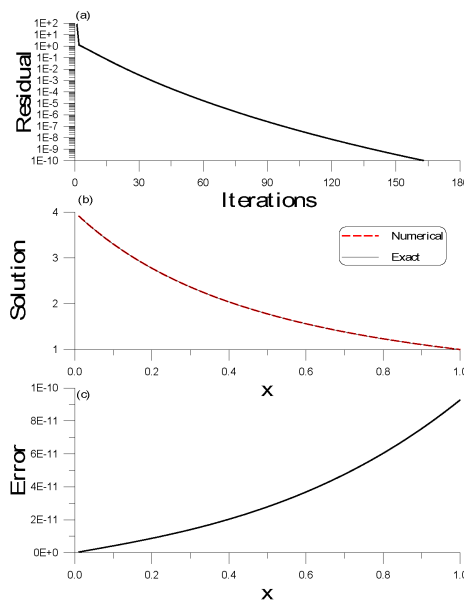 (a)
1E+2
1E+1
1E+0
1E-1
1E-2
1E-3
1E-4
1E-5
1E-6
1E-7
1E-8
1E-9
1E-10
Residual
0 30 60 90 120 150 180
Iterations
(b)
4
3
2
1
Solution
Numerical
Exact
0.0 0.2 0.4 0.6 0.8 1.0
x
(c)
1E-10
8E-11
6E-11
4E-11
2E-11
0E+0
Error
0.0 0.2 0.4 0.6 0.8 1.0
x